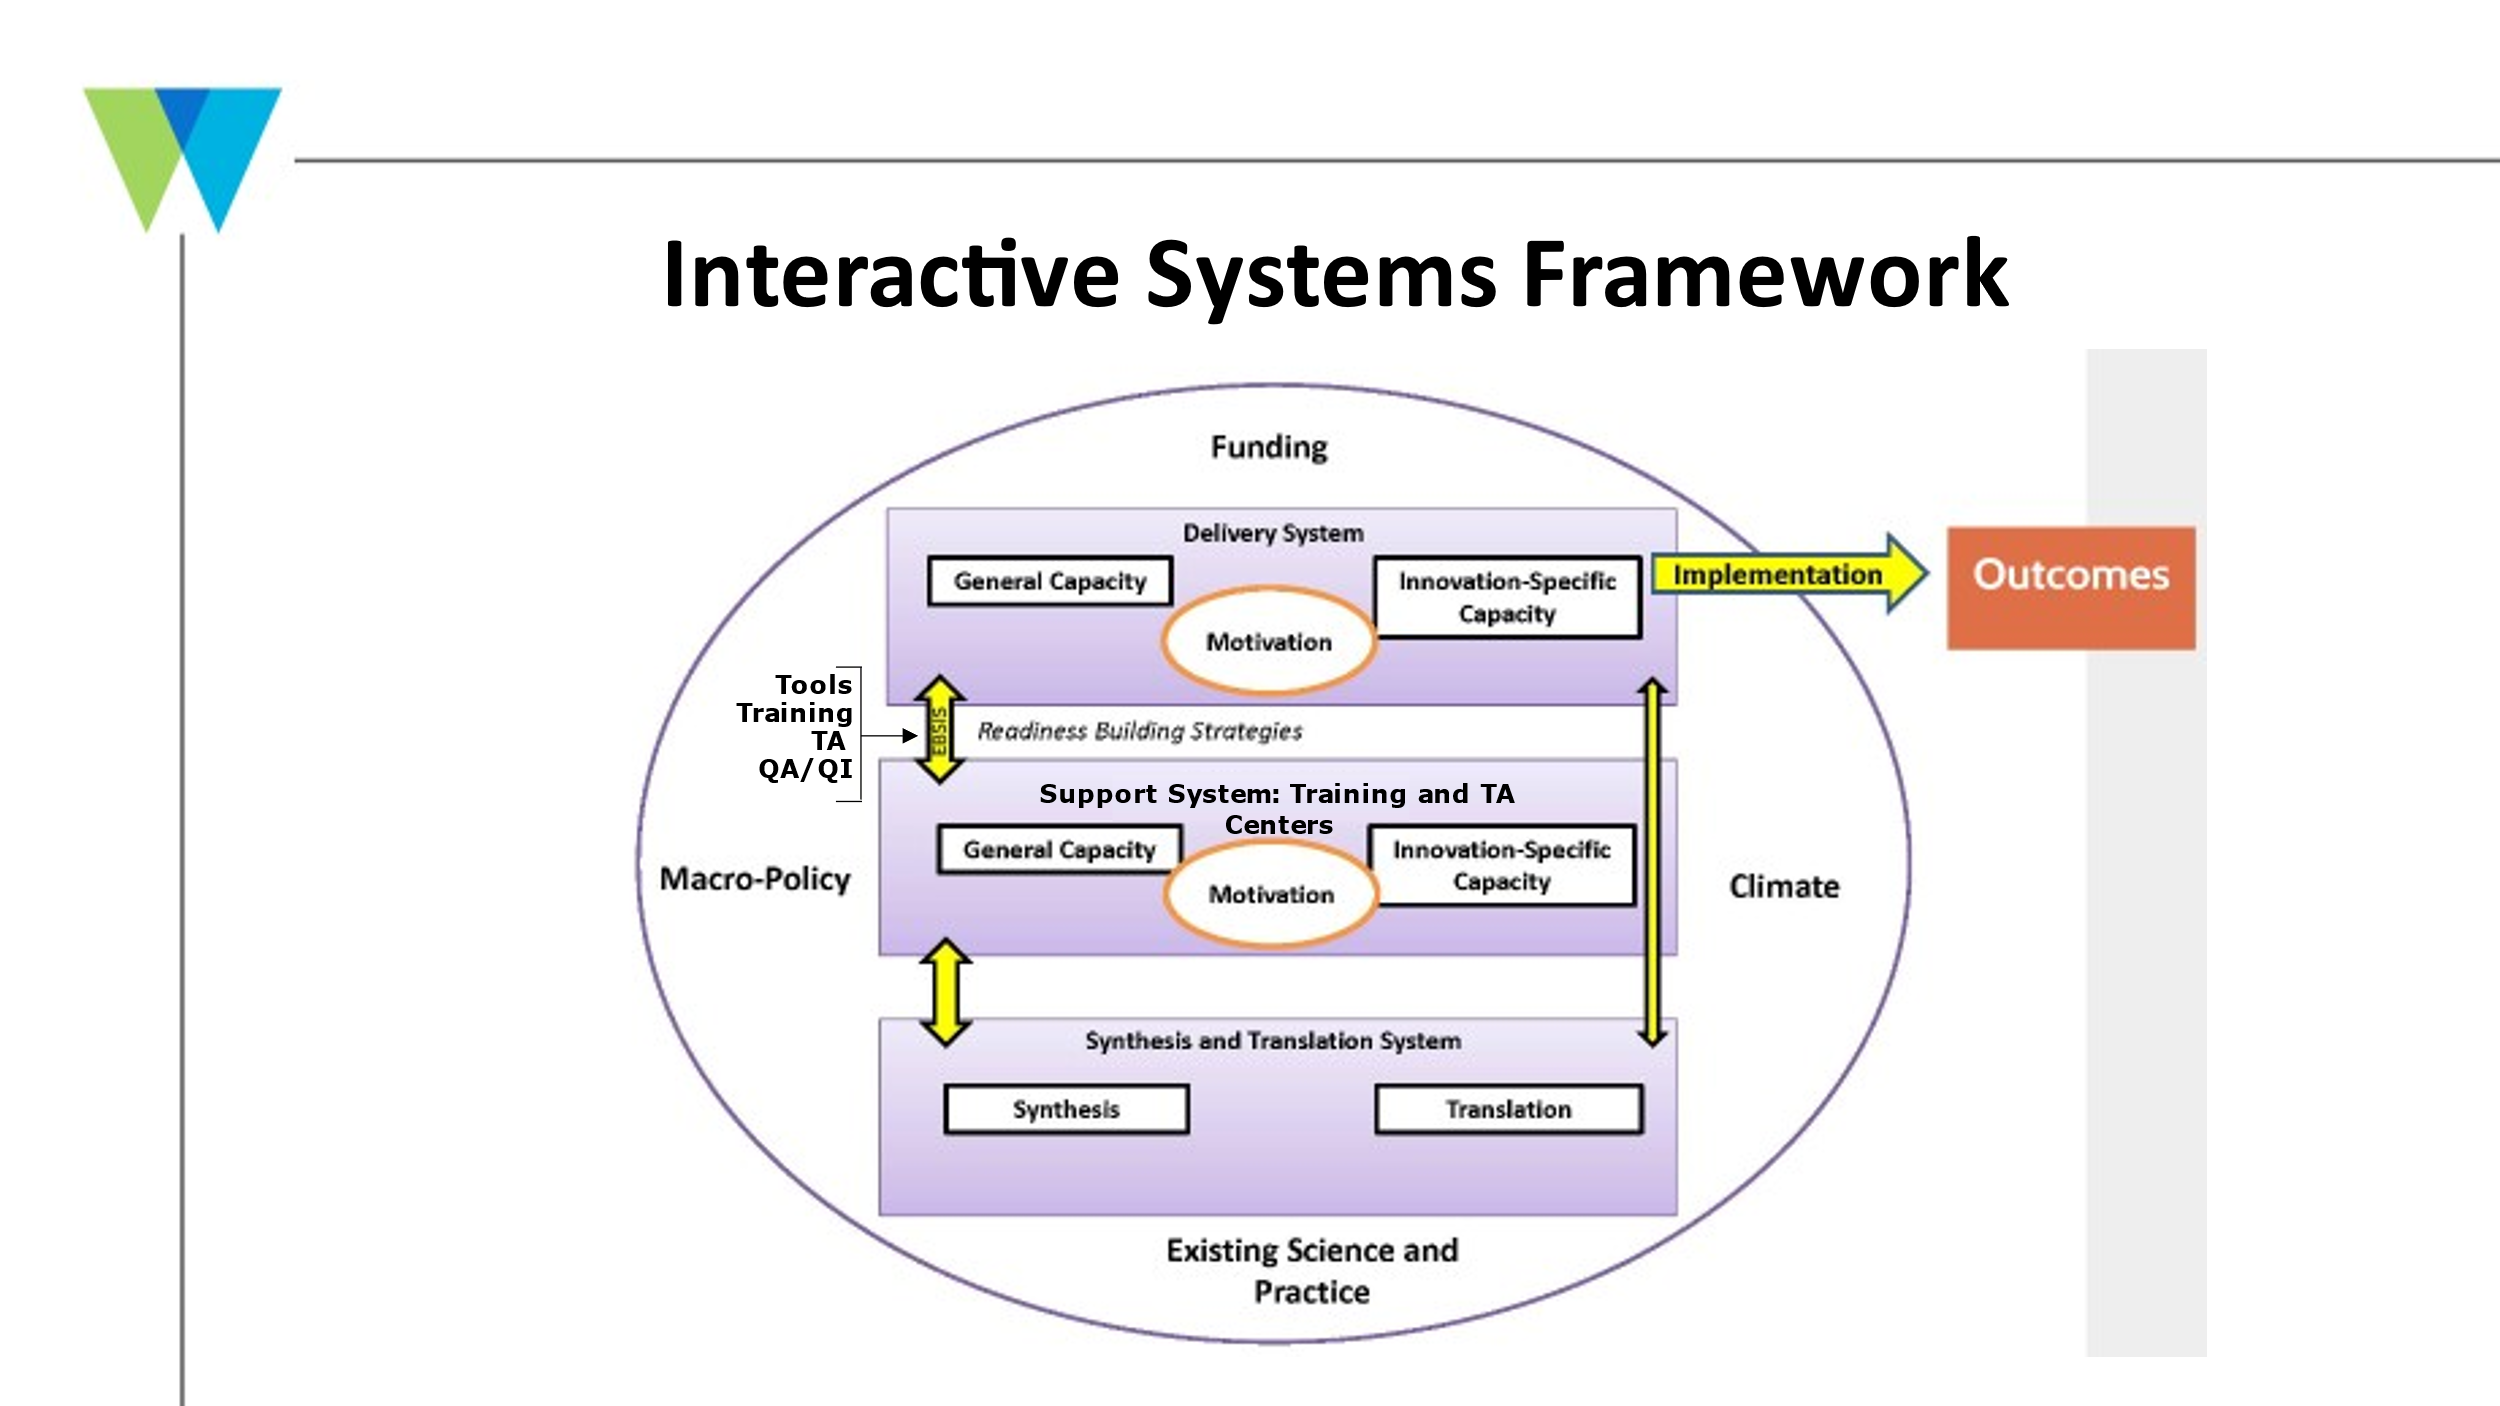 Interactive Systems Framework
Funding
Delivery System
General Capacity
Innovation-Specific
Capacity
Motivation
Implementation
Outcomes
Tools
Training
TA
QA/QI
EBSIS
Readiness Building Strategies
Support System: Training and TA
Centers
General Capacity
Innovation-Specific
Capacity
Motivation
Macro-Policy
Climate
Synthesis and Translation System
Synthesis
Translation
Existing Science and
Practice